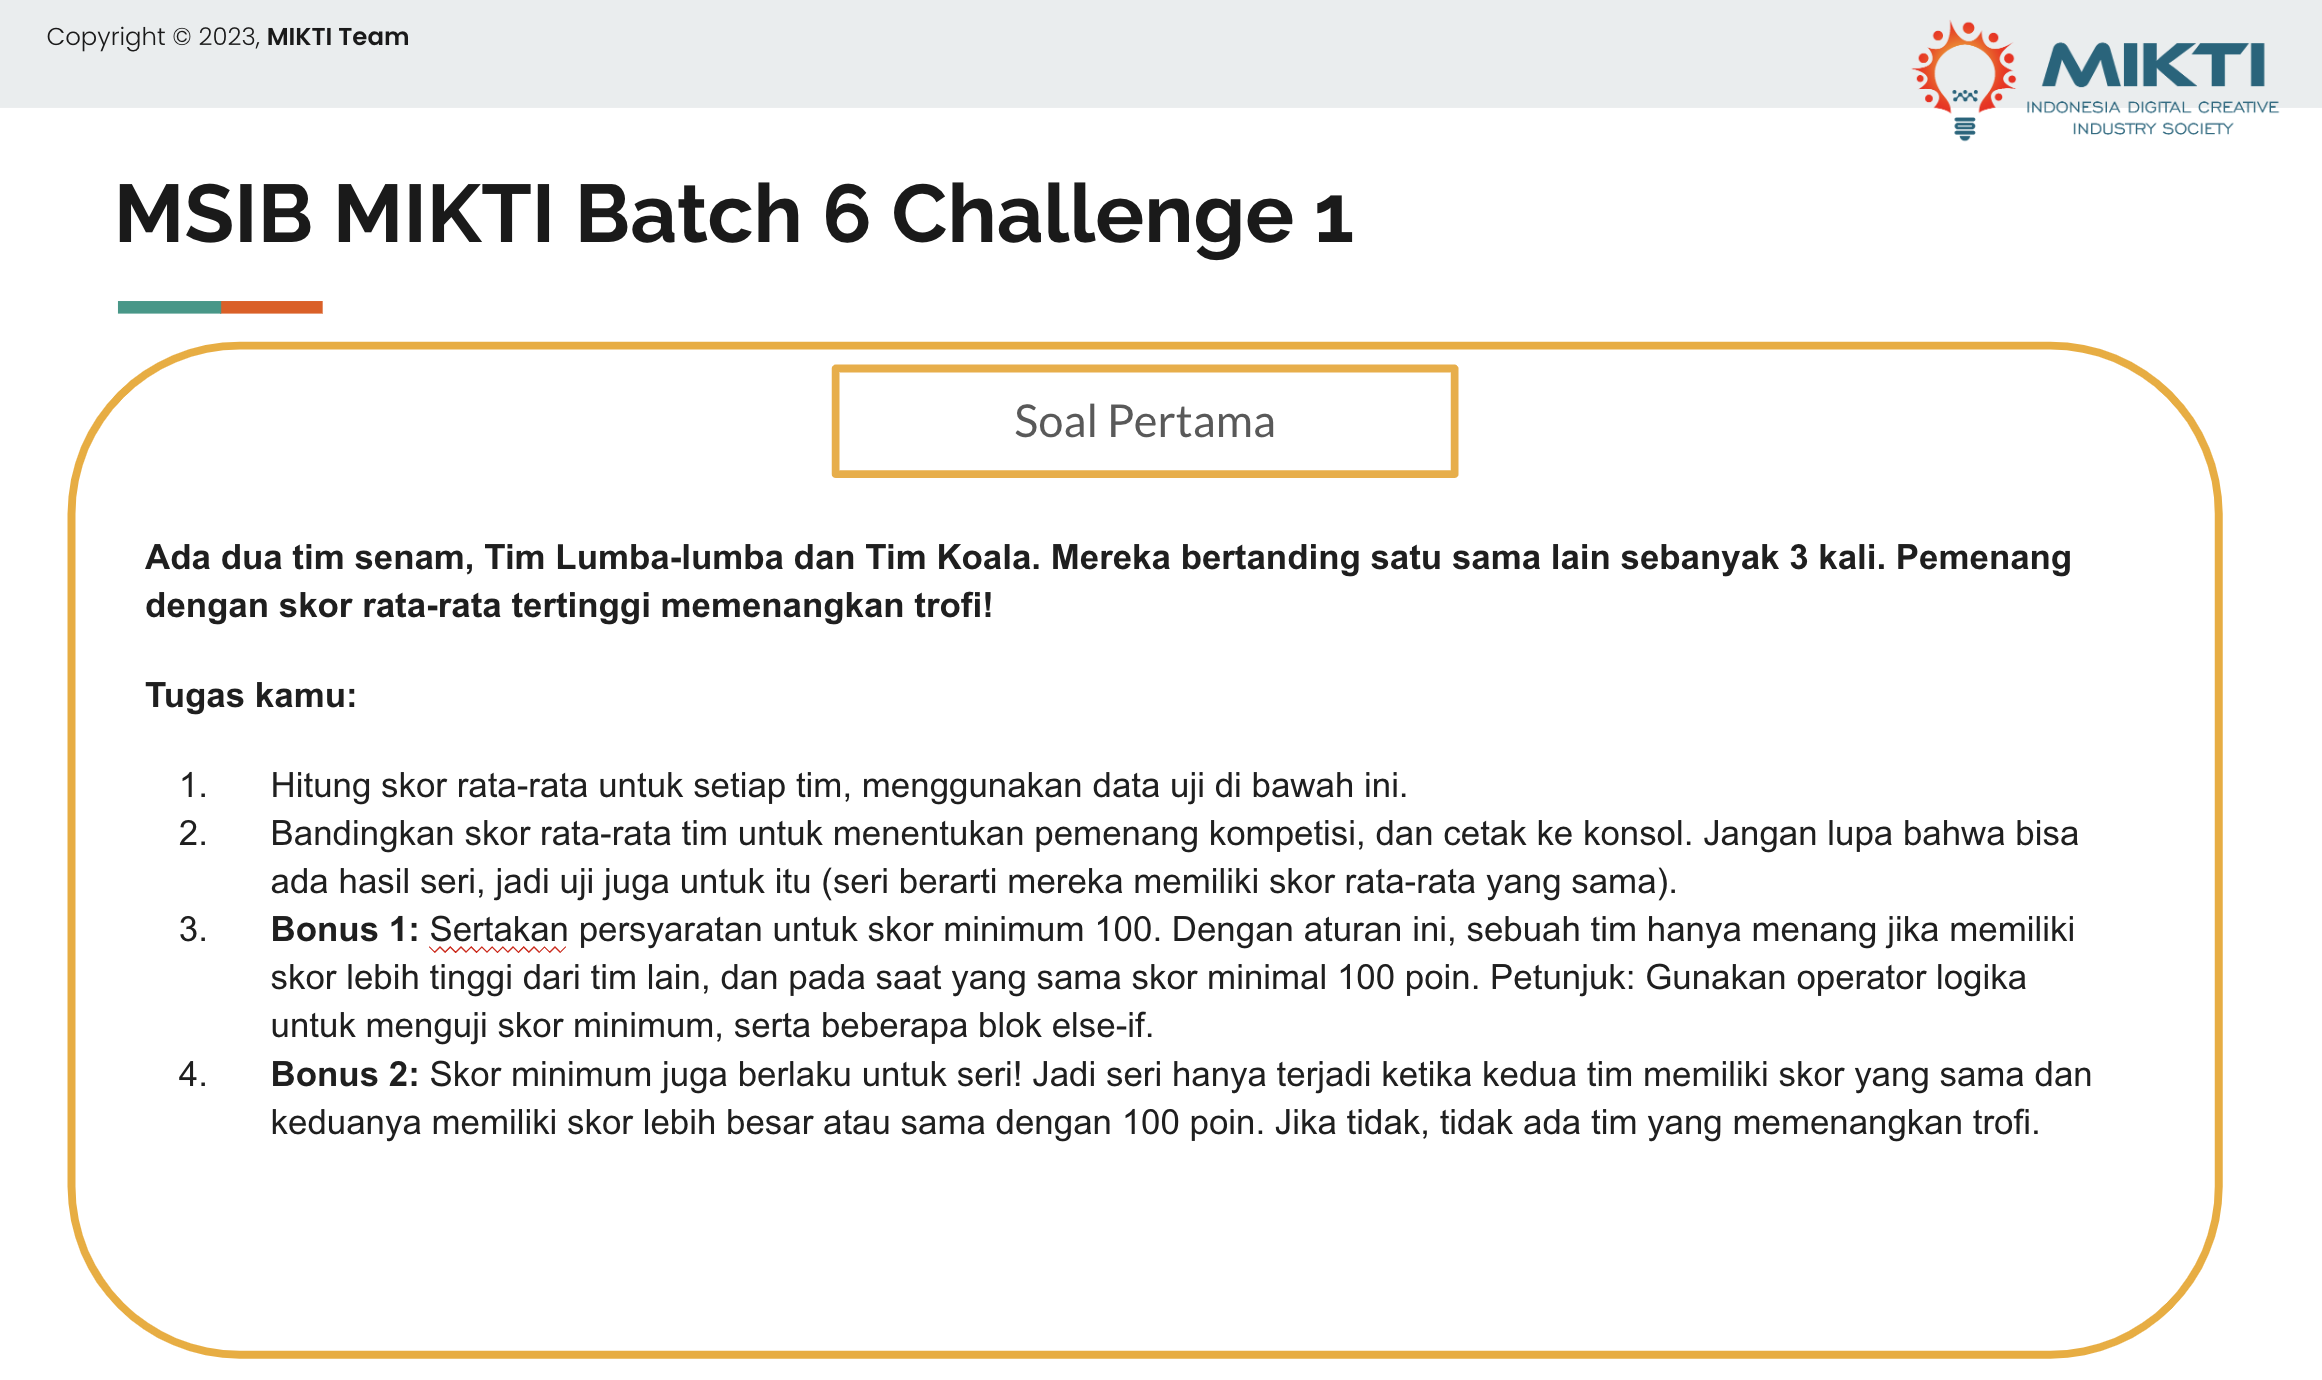 Copyright © 2023, MIKTI Team
MIKTI
INDONESIA DIGITAL CREATIVE
INDUSTRY SOCIETY
MSIB MIKTI Batch 6 Challenge 1
Soal Pertama
Ada dua tim senam, Tim Lumba-lumba dan Tim Koala. Mereka bertanding satu sama lain sebanyak 3 kali. Pemenang
dengan skor rata-rata tertinggi memenangkan trofi!
Tugas kamu:
1. Hitung skor rata-rata untuk setiap tim, menggunakan data uji di bawah ini.
2. Bandingkan skor rata-rata tim untuk menentukan pemenang kompetisi, dan cetak ke konsol. Jangan lupa bahwa bisa
ada hasil seri, jadi uji juga untuk itu (seri berarti mereka memiliki skor rata-rata yang sama).
3. Bonus 1: Sertakan persyaratan untuk skor minimum 100. Dengan aturan ini, sebuah tim hanya menang jika memiliki
skor lebih tinggi dari tim lain, dan pada saat yang sama skor minimal 100 poin. Petunjuk: Gunakan operator logika
untuk menguji skor minimum, serta beberapa blok else-if.
4. Bonus 2: Skor minimum juga berlaku untuk seri! Jadi seri hanya terjadi ketika kedua tim memiliki skor yang sama dan
keduanya memiliki skor lebih besar atau sama dengan 100 poin. Jika tidak, tidak ada tim yang memenangkan trofi.